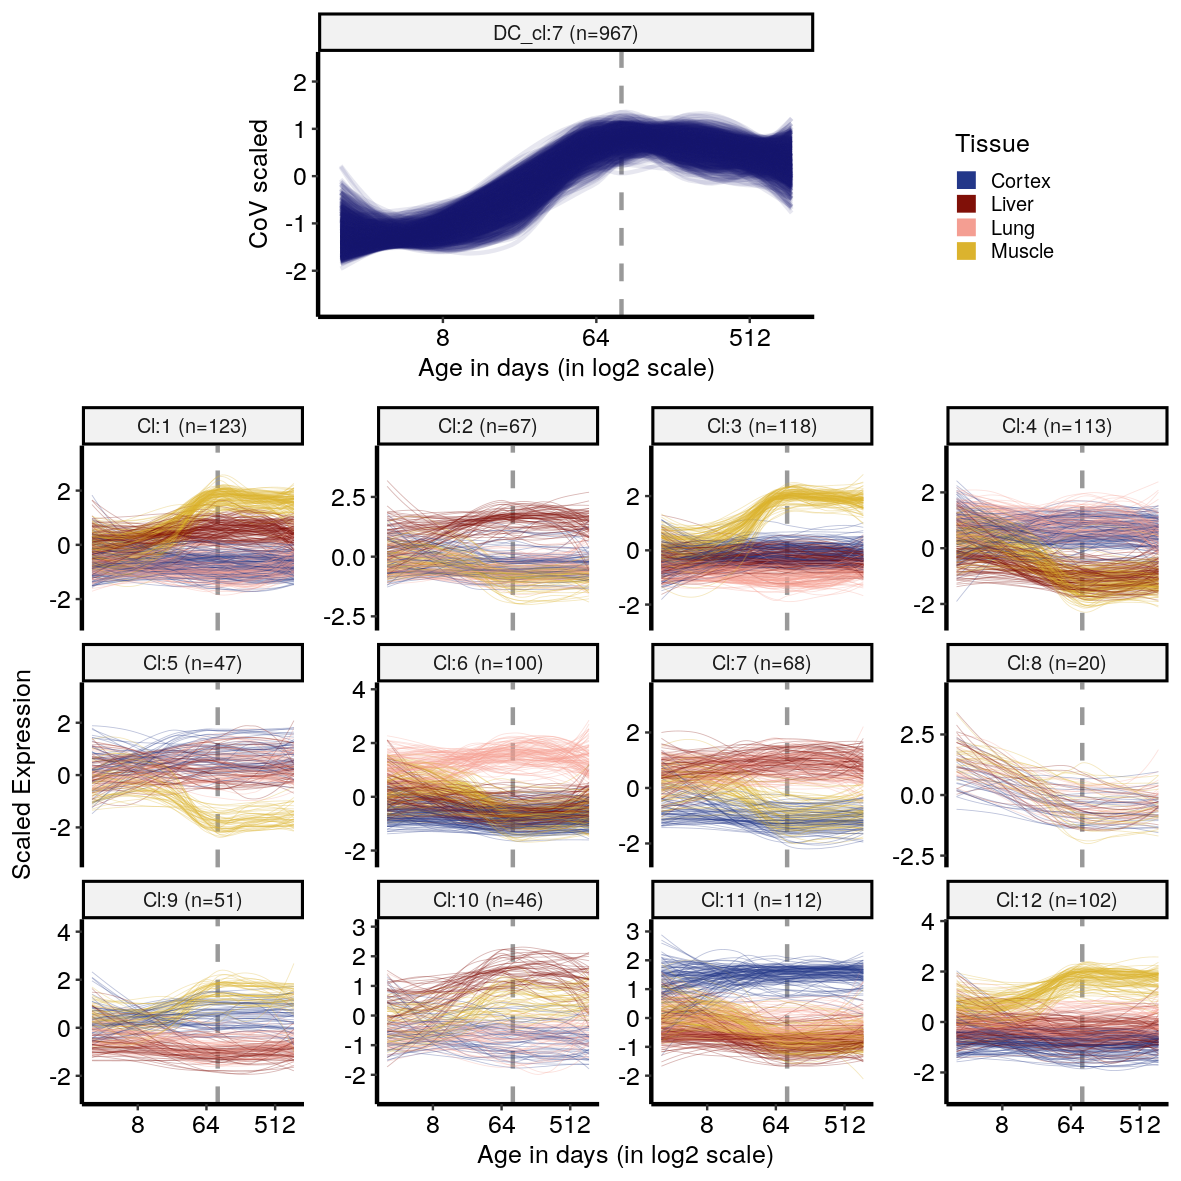 DC_cl:7 (n=967)
2
1
0
-1
-2
CoV scaled
8 64 512
Age in days (in log2 scale)
Tissue
Cortex
Liver
Lung
Muscle
Scaled Expression
Cl:1 (n=123)
2
0
-2
Cl:2 (n=67)
2.5
0.0
-2.5
Cl:3 (n=118)
2
0
-2
Cl:4 (n=113)
2
0
-2
Cl:5 (n=47)
2
0
-2
Cl:6 (n=100)
4
2
0
-2
Cl:7 (n=68)
2
0
-2
Cl:8 (n=20)
2.5
0.0
-2.5
Cl:9 (n=51)
4
2
0
-2
8 64 512
Cl:10 (n=46)
3
2
1
0
-1
-2
8 64 512
Cl:11 (n=112)
3
2
1
0
-1
-2
8 64 512
Cl:12 (n=102)
4
2
0
-2
8 64 512
Age in days (in log2 scale)